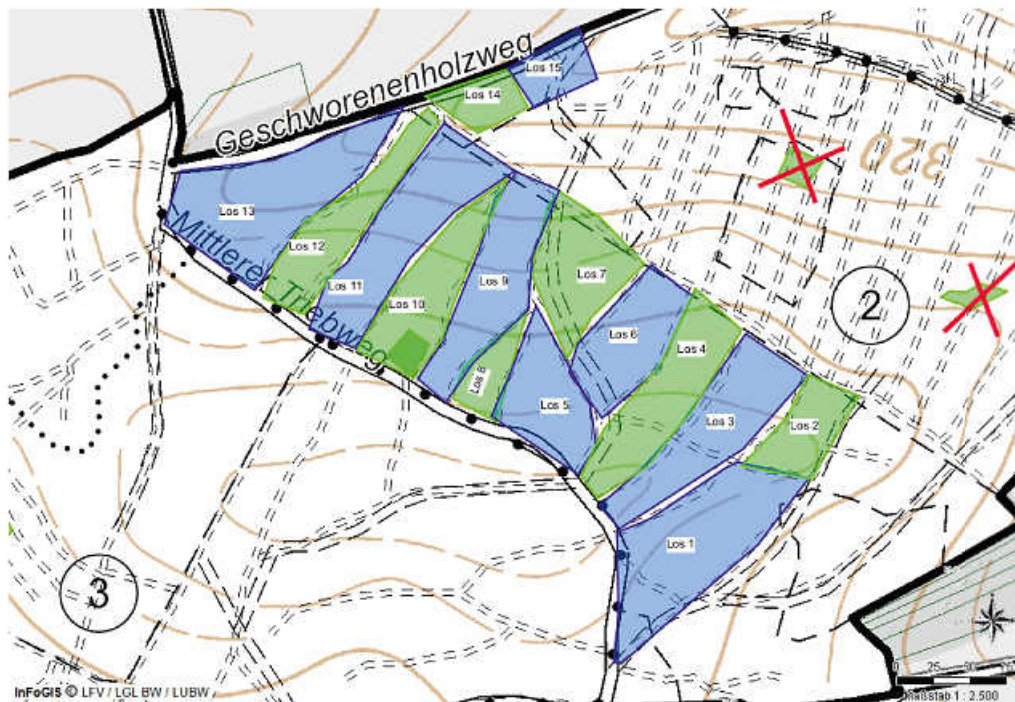 Geschworenenholzweg
Los 15
Los 14
320
Los 13
Mittlerer Triebweg
Los 12
Los 11
Los 10
Los 9
Los 7
2
Los 6
Los 4
Los 8
Los 5
Los 3
Los 2
Los 1
3
0 25 50 75
Maßstab 1 : 2.500
InFoGIS © LFV / LGL BW / LUBW